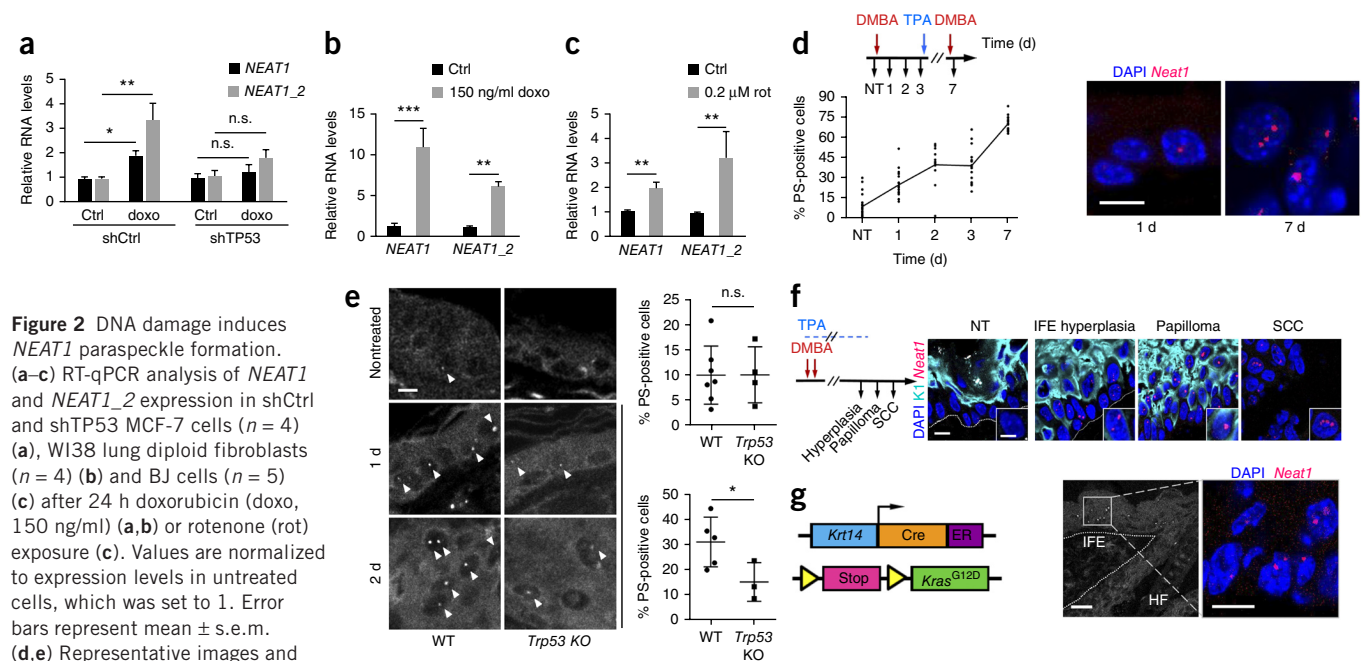 a
NEAT1
NEAT1_2
Relative RNA levels
5
4
3
2
1
0
*
**
n.s.
n.s.
Ctrl doxo Ctrl doxo
shCtrl shTP53
b
Ctrl
150 ng/ml doxo
Relative RNA levels
15
10
5
0
***
**
NEAT1 NEAT1_2
c
Ctrl
0.2 μM rot
Relative RNA levels
5
4
3
2
1
0
**
**
NEAT1 NEAT1_2
d
DMBA TPA DMBA
Time (d)
NT 1 2 3 7
% PS-positive cells
90
75
60
45
30
15
0
NT 1 2 3 7
Time (d)
DAPI Neat1
1 d 7 d
Figure 2 DNA damage induces
NEAT1 paraspeckle formation.
(a–c) RT-qPCR analysis of NEAT1
and NEAT1_2 expression in shCtrl
and shTP53 MCF-7 cells (n = 4)
(a), WI38 lung diploid fibroblasts
(n = 4) (b) and BJ cells (n = 5)
(c) after 24 h doxorubicin (doxo,
150 ng/ml) (a,b) or rotenone (rot)
exposure (c). Values are normalized
to expression levels in untreated
cells, which was set to 1. Error
bars represent mean ± s.e.m.
(d,e) Representative images and
e
Nontreated
1 d
2 d
WT Trp53 KO
% PS-positive cells
25
20
15
10
5
0
n.s.
WT Trp53
KO
% PS-positive cells
50
40
30
20
10
0
*
WT Trp53
KO
f
TPA
DMBA
Hyperplasia
Papilloma
SCC
DAPI K1 Neat1
NT IFE hyperplasia Papilloma SCC
g
Krt14 Cre ER
Stop KrasG12D
IFE
HF
DAPI Neat1